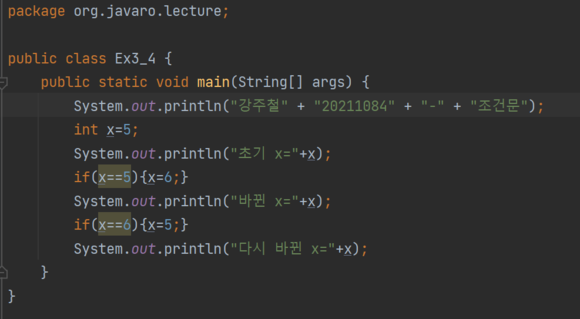 package org.javaro.lecture;
public class Ex3_4 {
public static void main(String[] args) {
System.out.println("강주철" + "20211084" + "-" + "조건문");
int x=5;
System.out.println("초기 x="+x);
if(x==5){x=6;}
System.out.println("바뀐 x="+x);
if(x==6){x=5;}
System.out.println("다시 바뀐 x="+x);
}
}